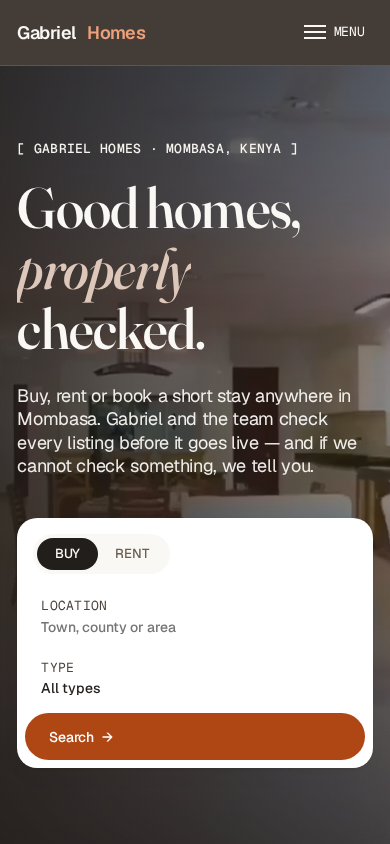 Gabriel Homes
MENU
[ GABRIEL HOMES · MOMBASA, KENYA ]
Good homes,
properly
checked.
Buy, rent or book a short stay anywhere in
Mombasa. Gabriel and the team check
every listing before it goes live — and if we
cannot check something, we tell you.
BUY
RENT
LOCATION
Town, county or area
TYPE
All types
Search →